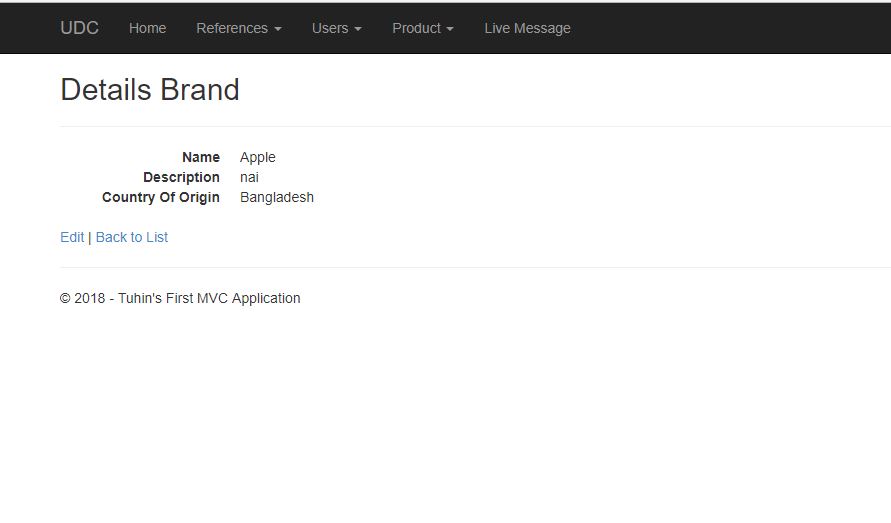 UDC Home References Users Product Live Message
Details Brand
Name Apple
Description nai
Country Of Origin Bangladesh
Edit | Back to List
© 2018 - Tuhin's First MVC Application